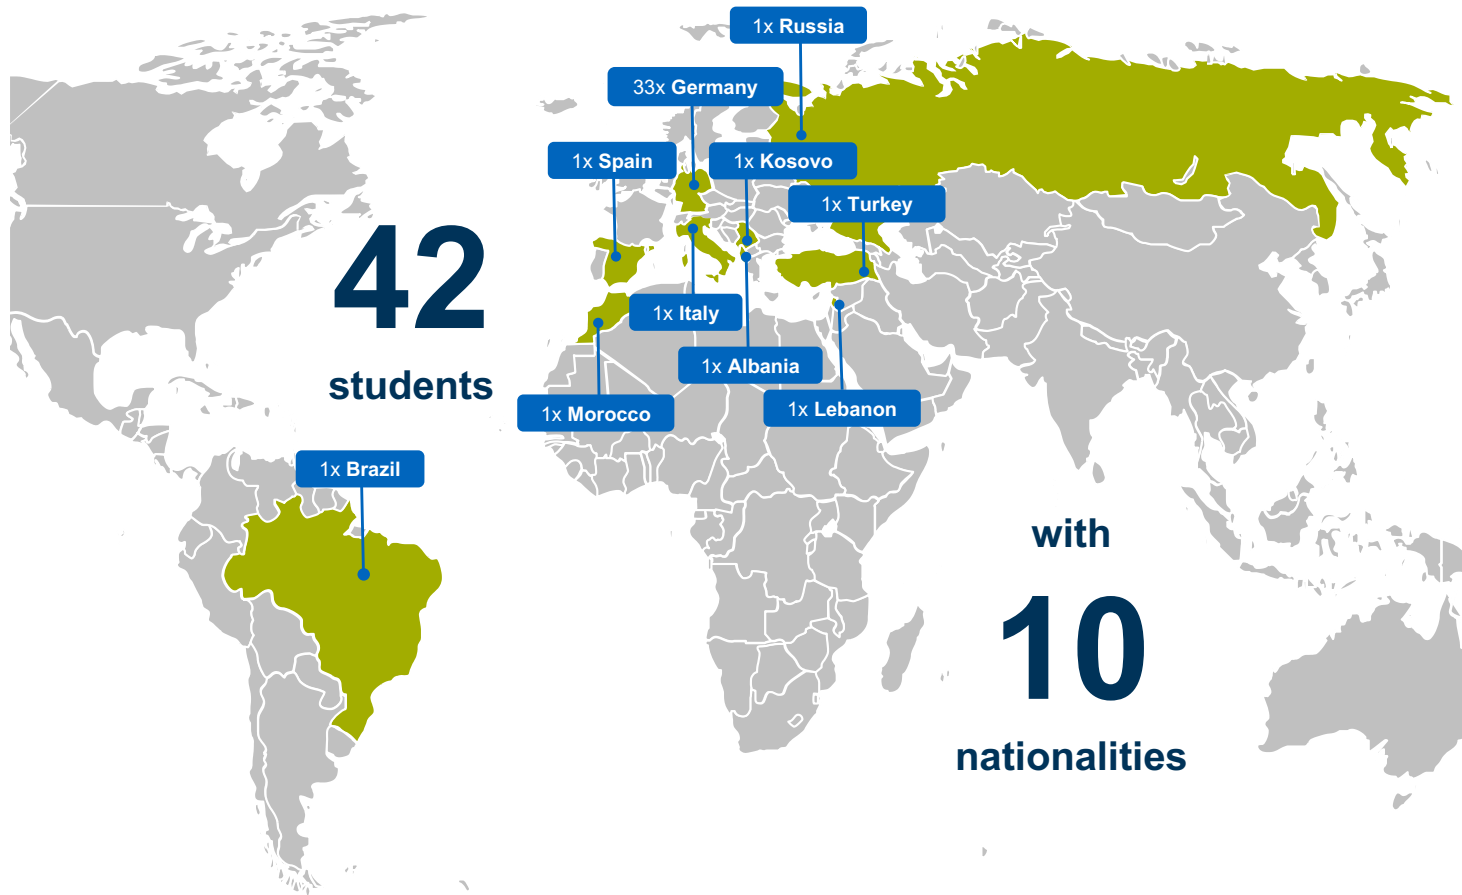 1x Russia
33x Germany
1x Spain
1x Kosovo
1x Turkey
42
students
1x Italy
1x Albania
1x Morocco
1x Lebanon
1x Brazil
with
10
nationalities